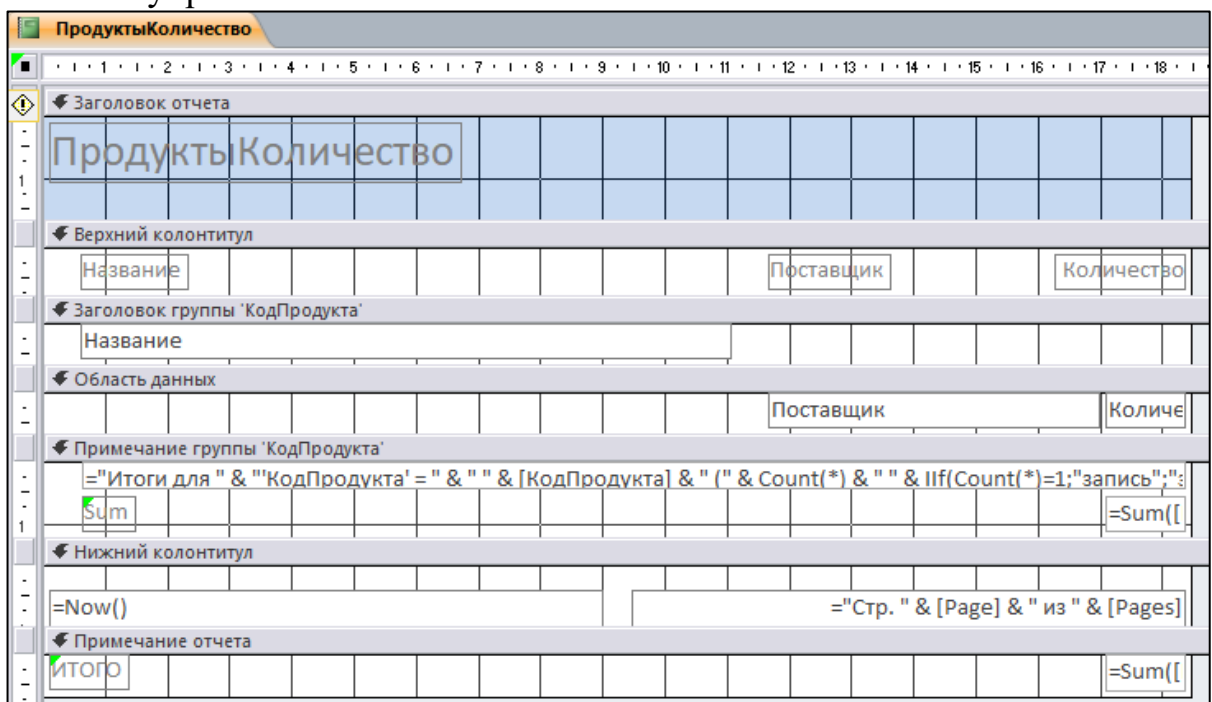 ПродуктыКоличество
1 2 3 4 5 6 7 8 9 10 11 12 13 14 15 16 17 18
Заголовок отчета
ПродуктыКоличество
1
Верхний колонтитул
Название Поставщик Количество
Заголовок группы 'КодПродукта'
Название
Область данных
Поставщик Количе
Примечание группы 'КодПродукта'
="Итоги для " & "'КодПродукта' = " & " " & [КодПродукта] & " (" & Count(*) & " " & IIf(Count(*)=1;"запись";"з
Sum =Sum([
1
Нижний колонтитул
=Now() ="Стр. " & [Page] & " из " & [Pages]
Примечание отчета
ИТОГО =Sum([